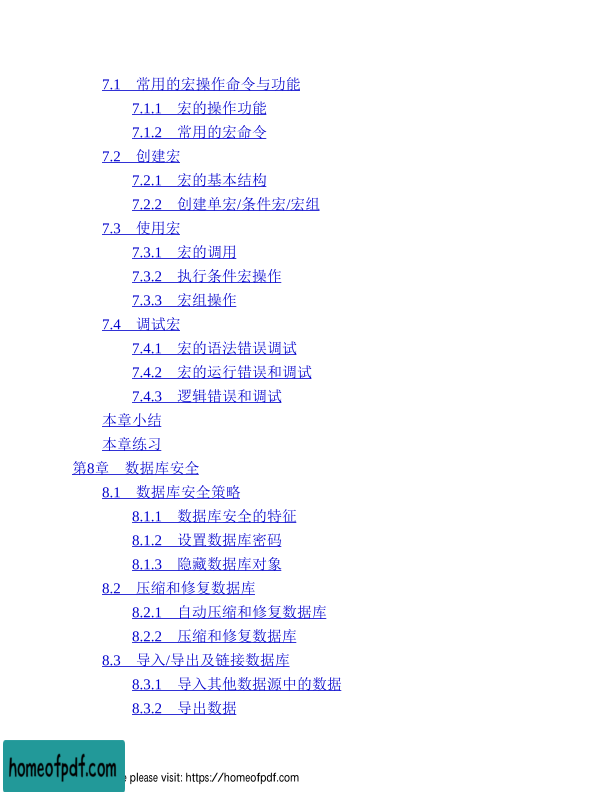 7.1 常用的宏操作命令与功能
7.1.1 宏的操作功能
7.1.2 常用的宏命令
7.2 创建宏
7.2.1 宏的基本结构
7.2.2 创建单宏/条件宏/宏组
7.3 使用宏
7.3.1 宏的调用
7.3.2 执行条件宏操作
7.3.3 宏组操作
7.4 调试宏
7.4.1 宏的语法错误调试
7.4.2 宏的运行错误和调试
7.4.3 逻辑错误和调试
本章小结
本章练习
第8章 数据库安全
8.1 数据库安全策略
8.1.1 数据库安全的特征
8.1.2 设置数据库密码
8.1.3 隐藏数据库对象
8.2 压缩和修复数据库
8.2.1 自动压缩和修复数据库
8.2.2 压缩和修复数据库
8.3 导入/导出及链接数据库
8.3.1 导入其他数据源中的数据
8.3.2 导出数据
homeofpdf.com
please visit: https://homeofpdf.com